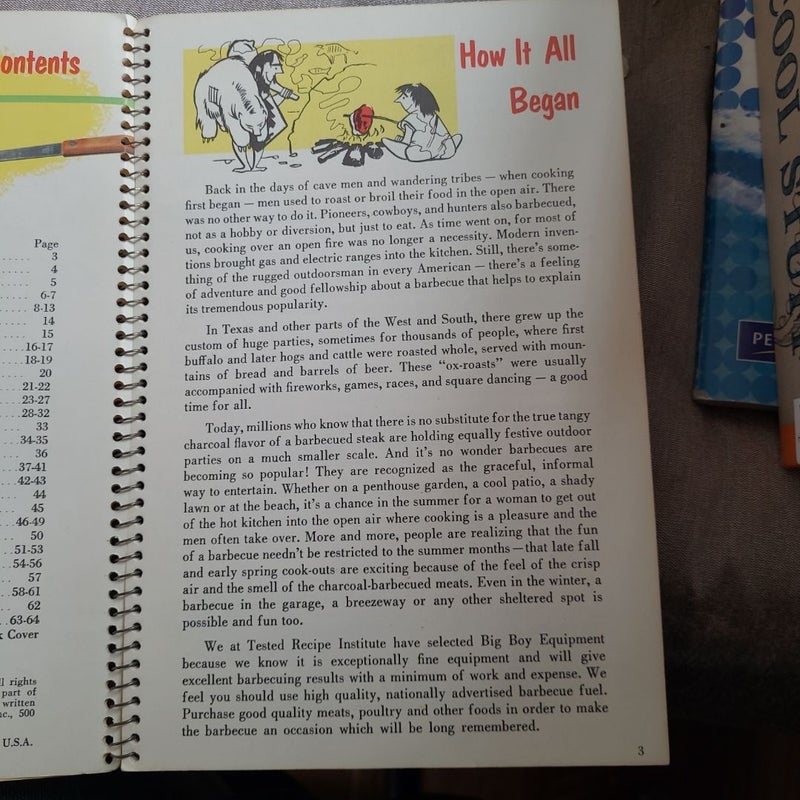 ontents
Page
3
4
5
6-7
8-13
14
15
16-17
18-19
20
21-22
23-27
28-32
33
34-35
36
37-41
42-43
44
45
46-49
50
51-53
54-56
57
58-61
62
63-64
Cover
rights
part of
written
nc., 500
U.S.A.
How It All
Began
Back in the days of cave men and wandering tribes — when cooking
first began — men used to roast or broil their food in the open air. There
was no other way to do it. Pioneers, cowboys, and hunters also barbecued,
not as a hobby or diversion, but just to eat. As time went on, for most of
us, cooking over an open fire was no longer a necessity. Modern inven-
tions brought gas and electric ranges into the kitchen. Still, there's some-
thing of the rugged outdoorsman in every American — there's a feeling
of adventure and good fellowship about a barbecue that helps to explain
its tremendous popularity.
In Texas and other parts of the West and South, there grew up the
custom of huge parties, sometimes for thousands of people, where first
buffalo and later hogs and cattle were roasted whole, served with moun-
tains of bread and barrels of beer. These "ox-roasts" were usually
accompanied with fireworks, games, races, and square dancing — a good
time for all.
Today, millions who know that there is no substitute for the true tangy
charcoal flavor of a barbecued steak are holding equally festive outdoor
parties on a much smaller scale. And it's no wonder barbecues are
becoming so popular! They are recognized as the graceful, informal
way to entertain. Whether on a penthouse garden, a cool patio, a shady
lawn or at the beach, it's a chance in the summer for a woman to get out
of the hot kitchen into the open air where cooking is a pleasure and the
men often take over. More and more, people are realizing that the fun
of a barbecue needn't be restricted to the summer months — that late fall
and early spring cook-outs are exciting because of the feel of the crisp
air and the smell of the charcoal-barbecued meats. Even in the winter, a
barbecue in the garage, a breezeway or any other sheltered spot is
possible and fun too.
We at Tested Recipe Institute have selected Big Boy Equipment
because we know it is exceptionally fine equipment and will give
excellent barbecuing results with a minimum of work and expense. We
feel you should use high quality, nationally advertised barbecue fuel.
Purchase good quality meats, poultry and other foods in order to make
the barbecue an occasion which will be long remembered.
3
PE